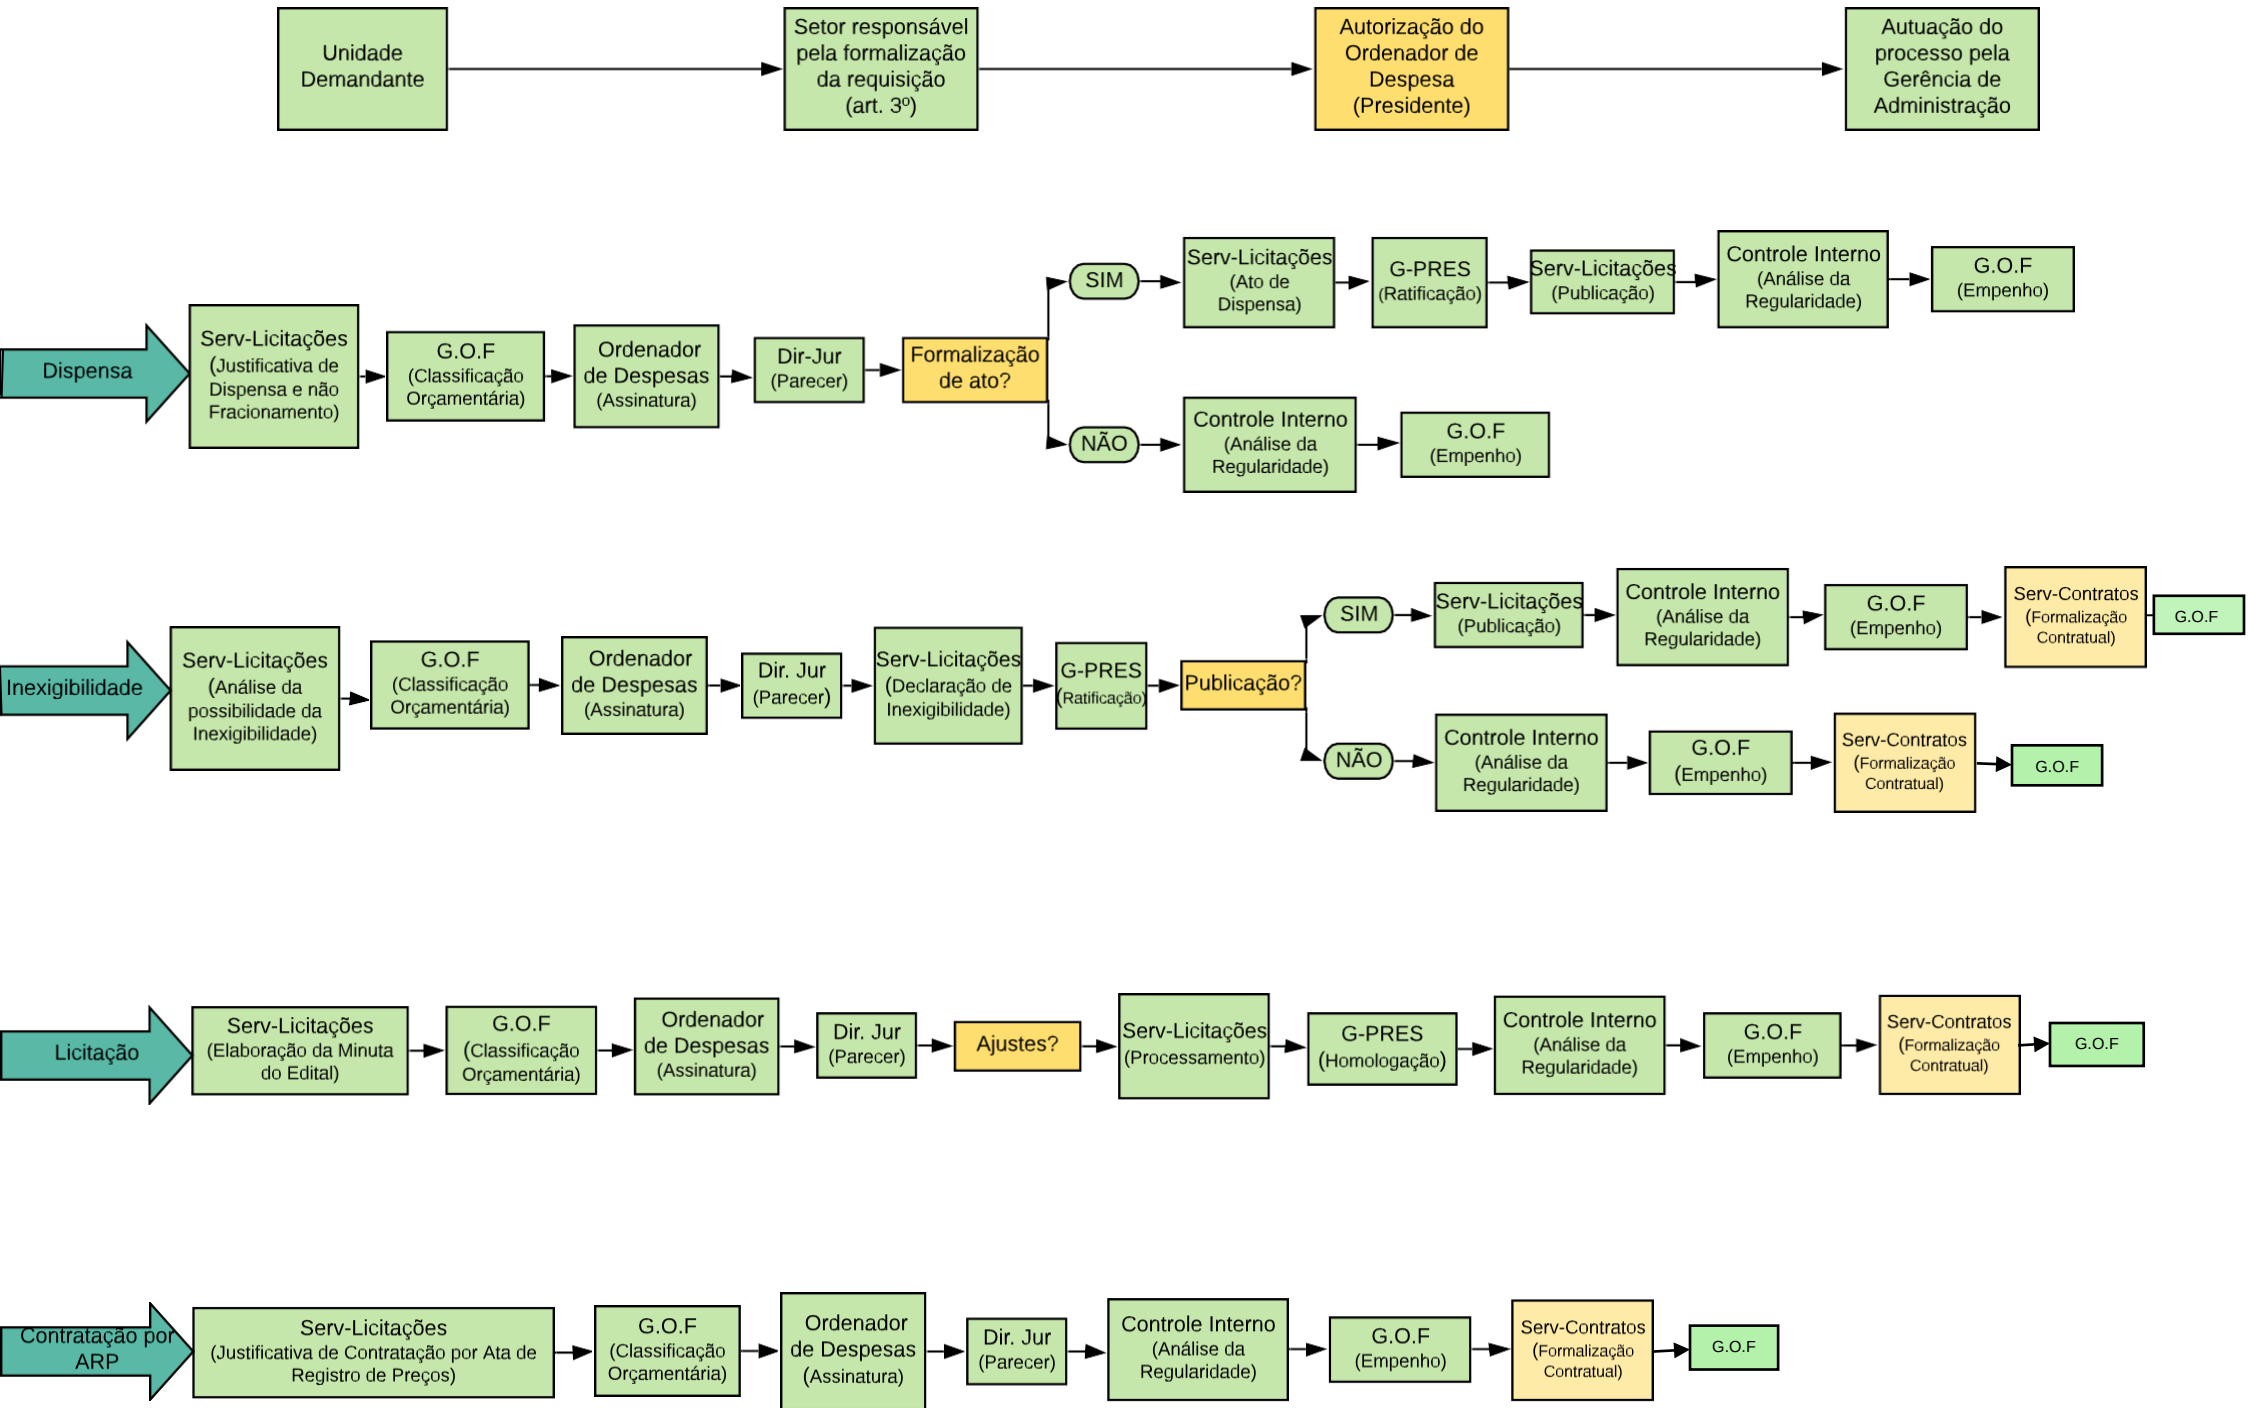 Unidade
Demandante
Setor responsável
pela formalização
da requisição
(art. 3º)
Autorização do
Ordenador de
Despesa
(Presidente)
Autuação do
processo pela
Gerência de
Administração
Dispensa
Serv-Licitações
(Justificativa de
Dispensa e não
Fracionamento)
G.O.F
(Classificação
Orçamentária)
Ordenador
de Despesas
(Assinatura)
Dir-Jur
(Parecer)
Formalização
de ato?
SIM
Serv-Licitações
(Ato de
Dispensa)
G-PRES
(Ratificação)
Serv-Licitações
(Publicação)
Controle Interno
(Análise da
Regularidade)
G.O.F
(Empenho)
NÃO
Controle Interno
(Análise da
Regularidade)
G.O.F
(Empenho)
Inexigibilidade
Serv-Licitações
(Análise da
possibilidade da
Inexigibilidade)
G.O.F
(Classificação
Orçamentária)
Ordenador
de Despesas
(Assinatura)
Dir. Jur
(Parecer)
Serv-Licitações
(Declaração de
Inexigibilidade)
G-PRES
(Ratificação)
Publicação?
SIM
Serv-Licitações
(Publicação)
Controle Interno
(Análise da
Regularidade)
G.O.F
(Empenho)
Serv-Contratos
(Formalização
Contratual)
G.O.F
NÃO
Controle Interno
(Análise da
Regularidade)
G.O.F
(Empenho)
Serv-Contratos
(Formalização
Contratual)
G.O.F
Licitação
Serv-Licitações
(Elaboração da Minuta
do Edital)
G.O.F
(Classificação
Orçamentária)
Ordenador
de Despesas
(Assinatura)
Dir. Jur
(Parecer)
Ajustes?
Serv-Licitações
(Processamento)
G-PRES
(Homologação)
Controle Interno
(Análise da
Regularidade)
G.O.F
(Empenho)
Serv-Contratos
(Formalização
Contratual)
G.O.F
Contratação por
ARP
Serv-Licitações
(Justificativa de Contratação por Ata de
Registro de Preços)
G.O.F
(Classificação
Orçamentária)
Ordenador
de Despesas
(Assinatura)
Dir. Jur
(Parecer)
Controle Interno
(Análise da
Regularidade)
G.O.F
(Empenho)
Serv-Contratos
(Formalização
Contratual)
G.O.F